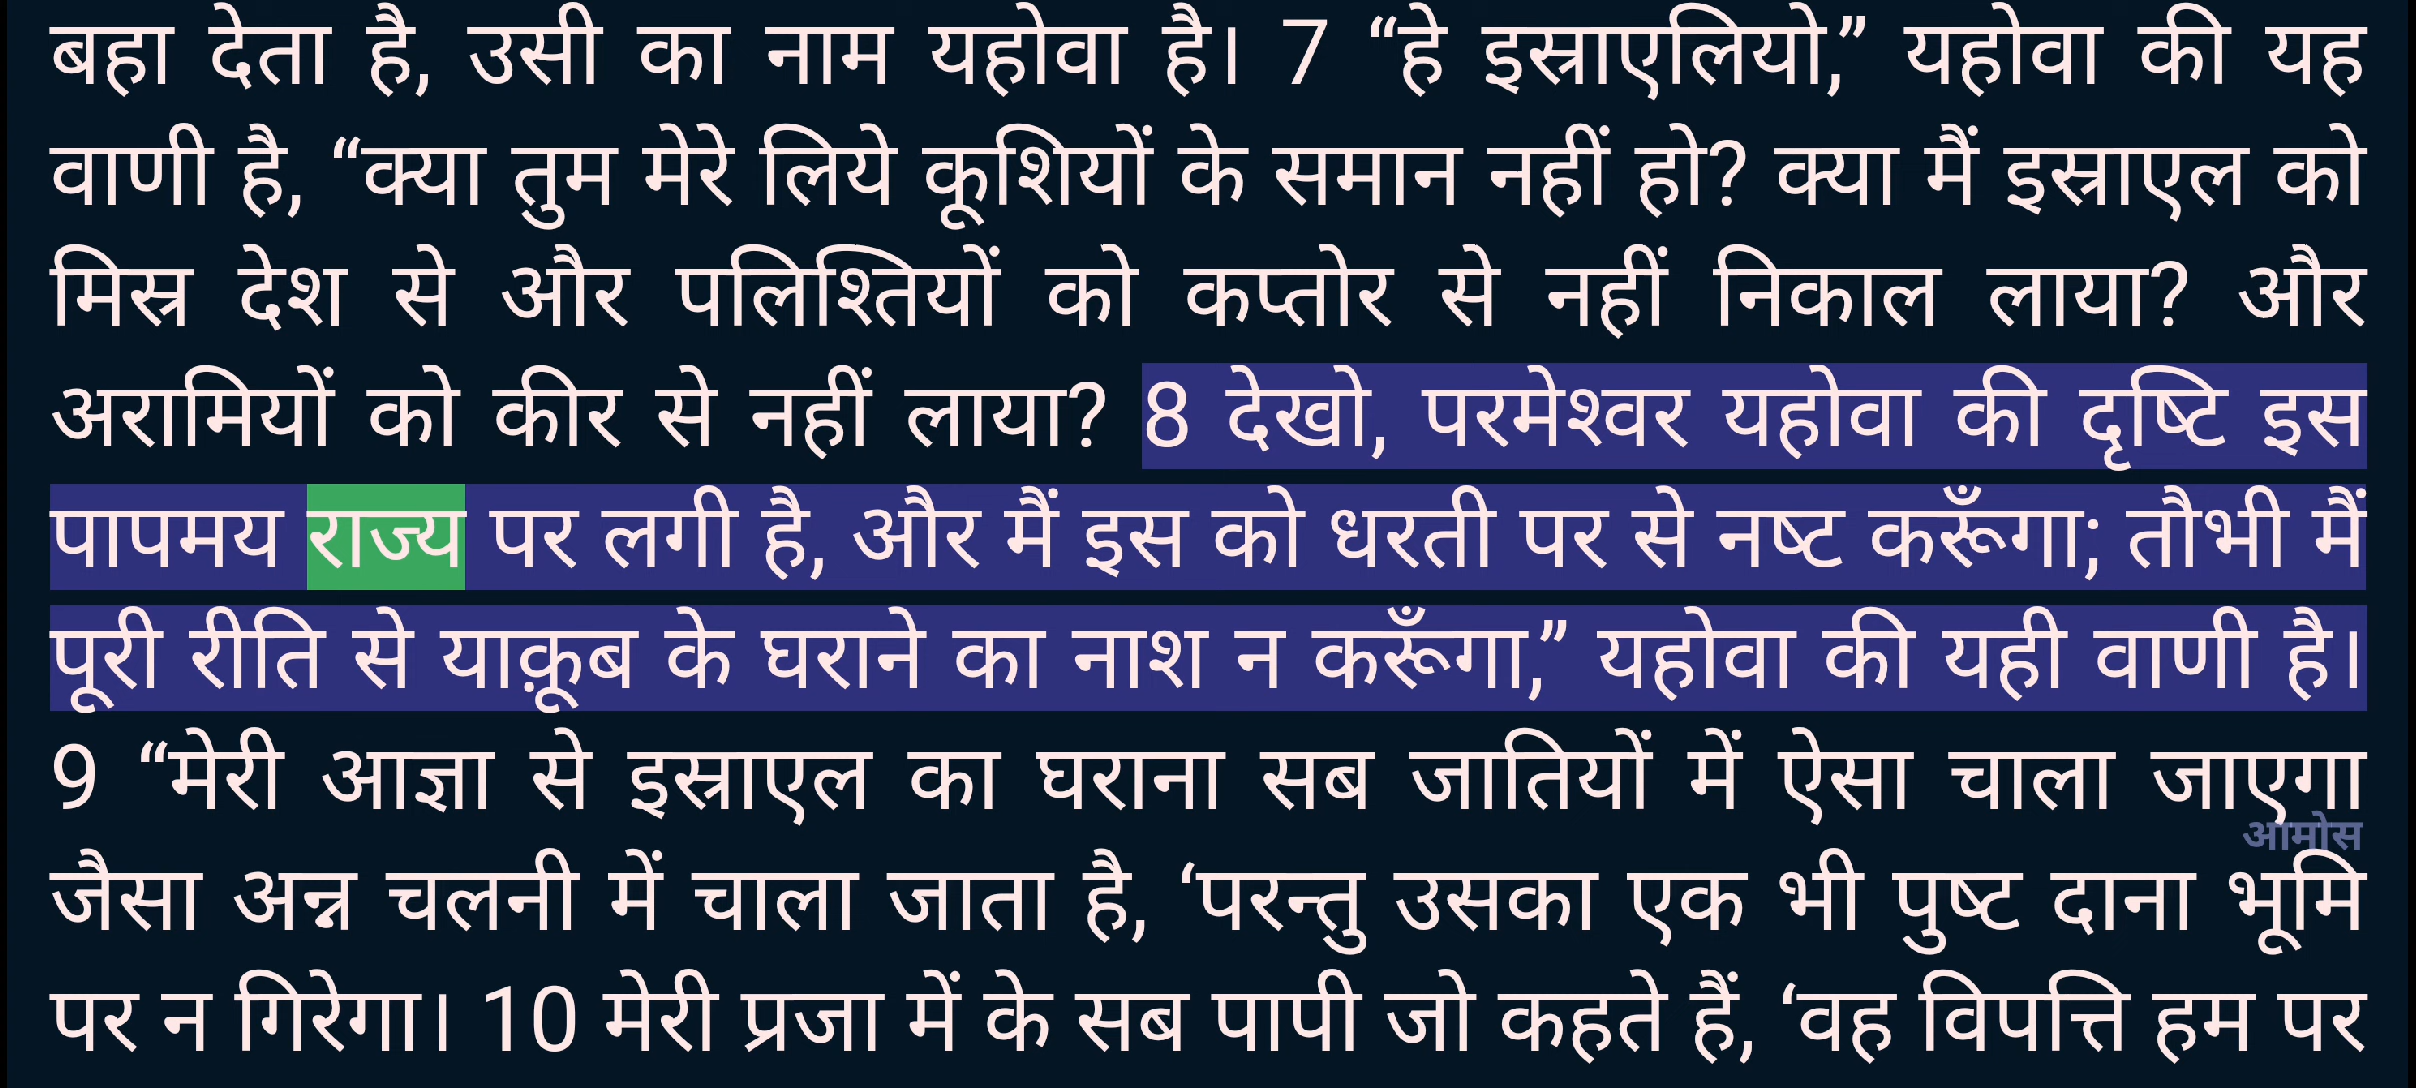 बहा देता है, उसी का नाम यहोवा है। 7 “हे इस्राएलियो,” यहोवा की यह
वाणी है, “क्या तुम मेरे लिये कूशियों के समान नहीं हो? क्या मैं इस्राएल को
मिस्र देश से और पलिश्तियों को कप्तोर से नहीं निकाल लाया? और
अरामियों को कीर से नहीं लाया? 8 देखो, परमेश्वर यहोवा की दृष्टि इस
पापमय राज्य पर लगी है, और मैं इस को धरती पर से नष्ट करूँगा; तौभी मैं
पूरी रीति से याक़ूब के घराने का नाश न करूँगा,” यहोवा की यही वाणी है।
9 “मेरी आज्ञा से इस्राएल का घराना सब जातियों में ऐसा चाला जाएगा
आमोस
जैसा अन्न चलनी में चाला जाता है, ‘परन्तु उसका एक भी पुष्ट दाना भूमि
पर न गिरेगा। 10 मेरी प्रजा में के सब पापी जो कहते हैं, ‘वह विपत्ति हम पर